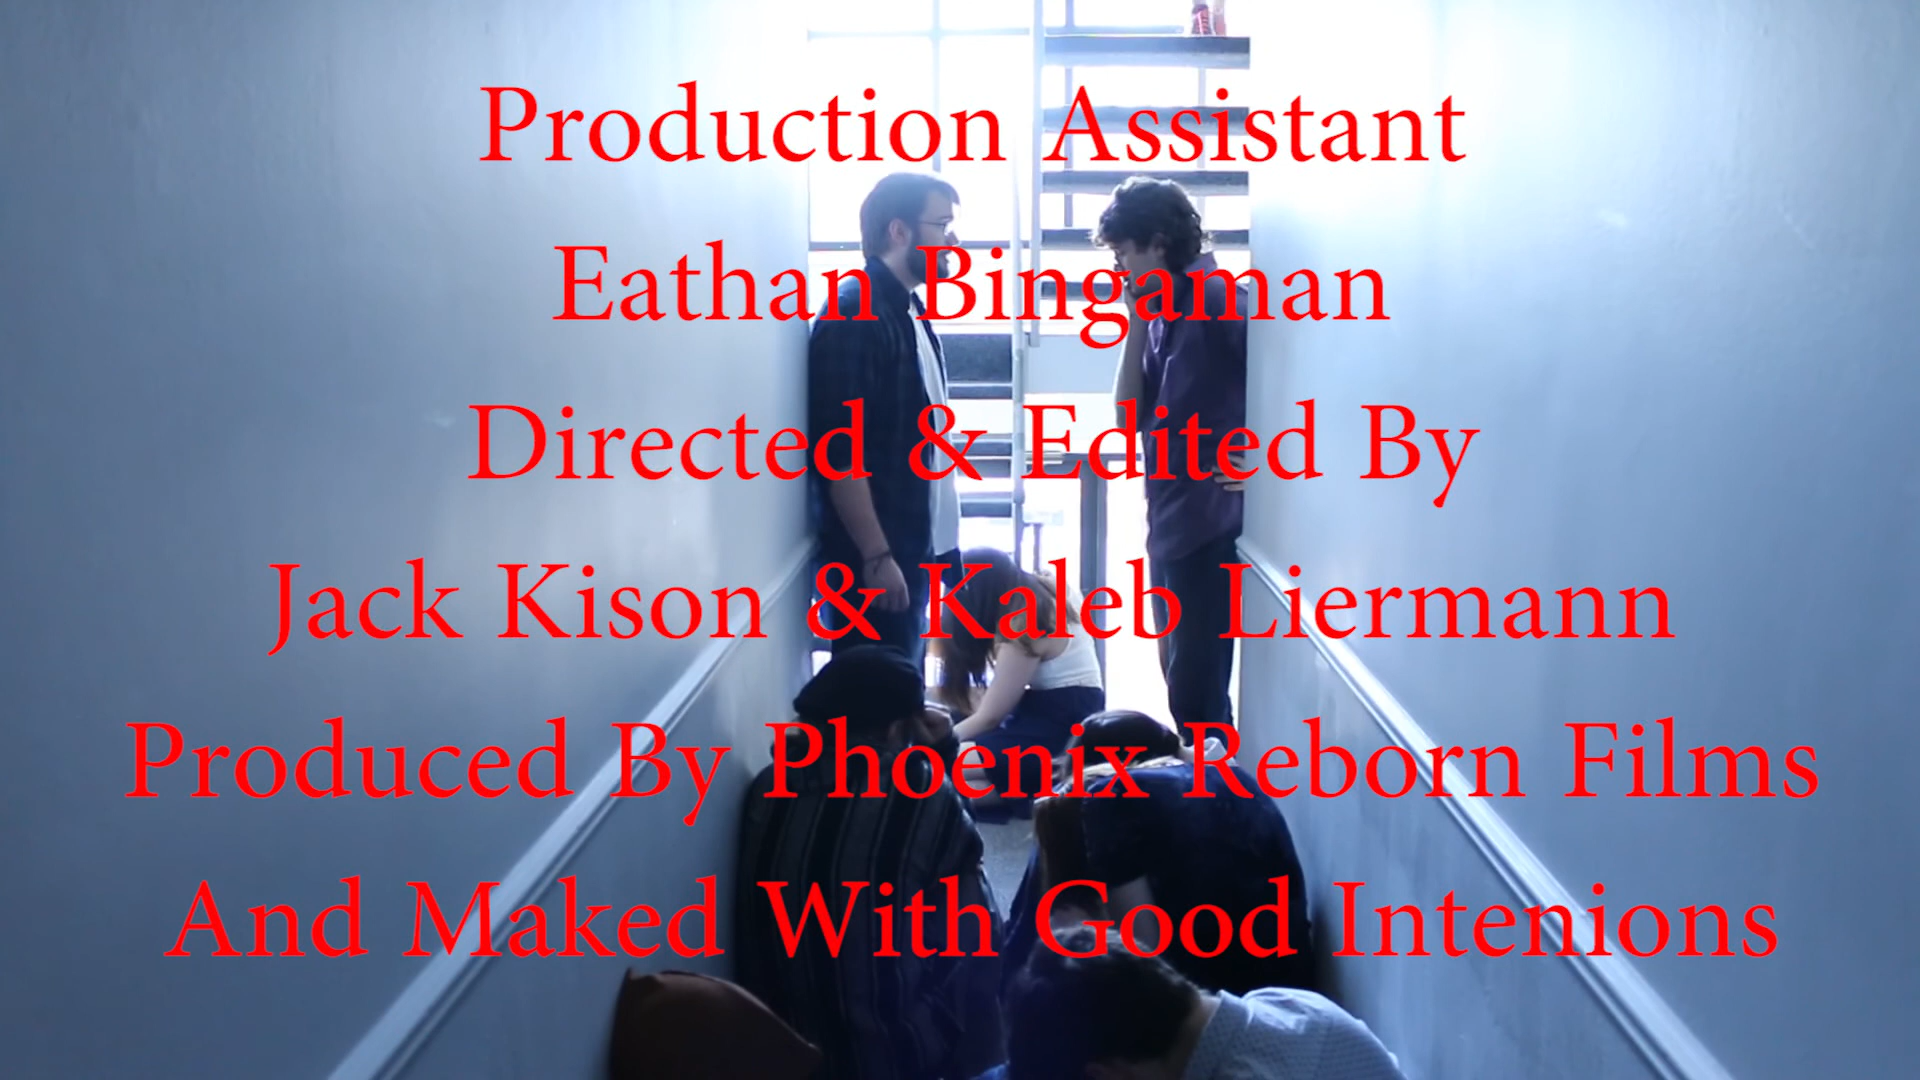 Production Assistant
Eathan Bingaman
Directed & Edited By
Jack Kison & Kaleb Liermann
Produced By Phoenix Reborn Films
And Maked With Good Intenions